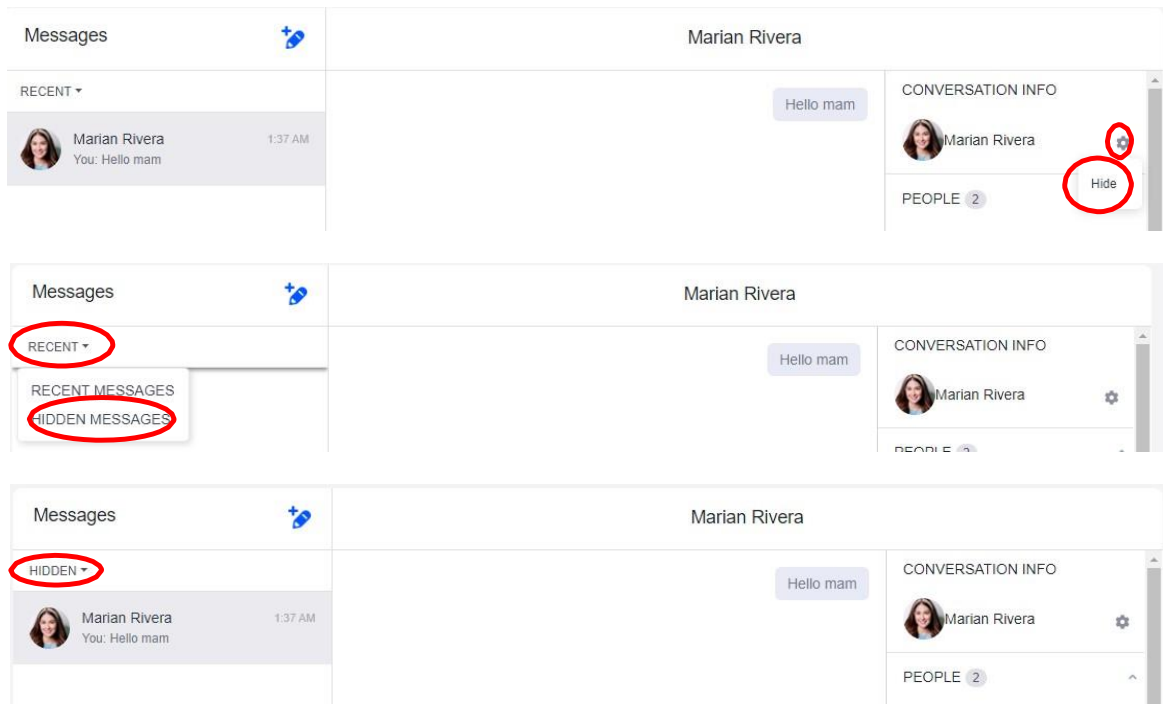 Messages
Marian Rivera
RECENT
Hello mam
CONVERSATION INFO
Marian Rivera 1:37 AM
You: Hello mam
Marian Rivera
Hide
PEOPLE 2
Messages
Marian Rivera
RECENT
Hello mam
CONVERSATION INFO
RECENT MESSAGES
HIDDEN MESSAGES
Marian Rivera
PEOPLE 2
Messages
Marian Rivera
HIDDEN
Hello mam
CONVERSATION INFO
Marian Rivera 1:37 AM
You: Hello mam
Marian Rivera
PEOPLE 2